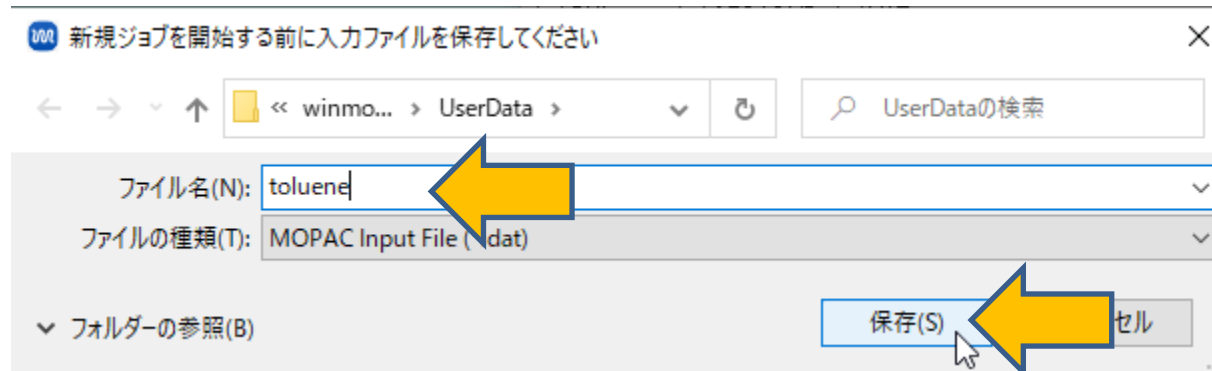 新規ジョブを開始する前に入力ファイルを保存してください
« winmo... › UserData ›
UserDataの検索
ファイル名(N): toluene
ファイルの種類(T): MOPAC Input File ( dat)
フォルダーの参照(B)
保存(S) セル